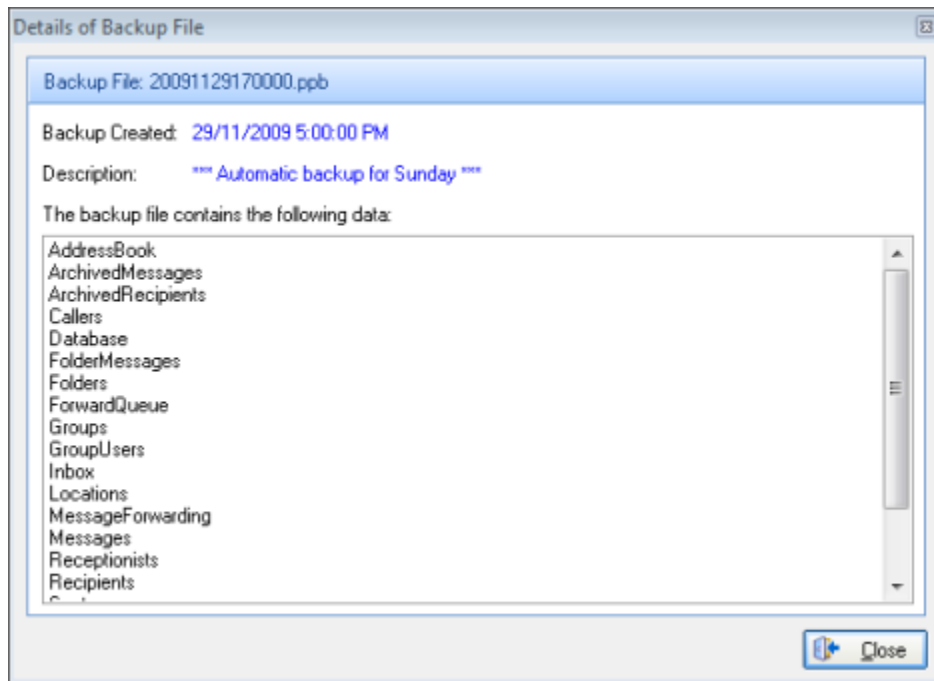 Details of Backup File
Backup File: 20091129170000.ppb
Backup Created: 29/11/2009 5:00:00 PM
Description: *** Automatic backup for Sunday ***
The backup file contains the following data:
AddressBook
ArchivedMessages
ArchivedRecipients
Callers
Database
FolderMessages
Folders
ForwardQueue
Groups
GroupUsers
Inbox
Locations
MessageForwarding
Messages
Receptionists
Recipients
Close